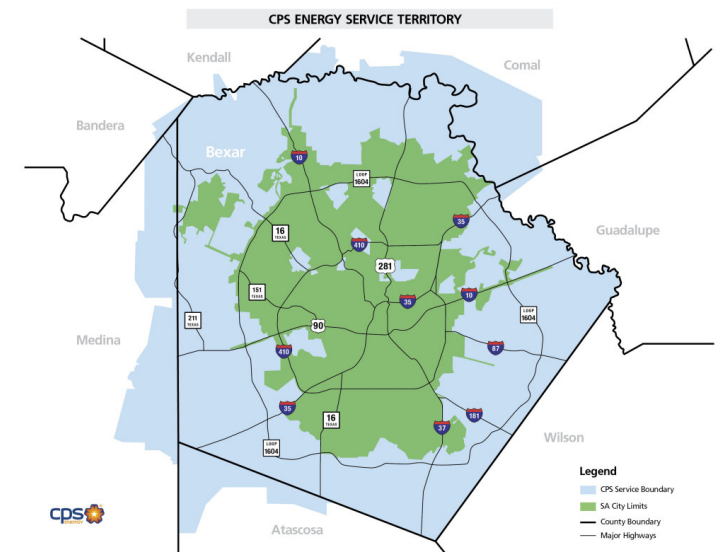 CPS ENERGY SERVICE TERRITORY
Kendall
Comal
Bandera
Bexar
10
LOOP
1604
35
16
TEXAS
410
Guadalupe
281
151
TEXAS
10
35
211
TEXAS
90
LOOP
1604
Medina
410
87
35
16
TEXAS
181
37
Wilson
LOOP
1604
Legend
CPS Service Boundary
SA City Limits
County Boundary
Major Highways
cps
ENERGY
Atascosa